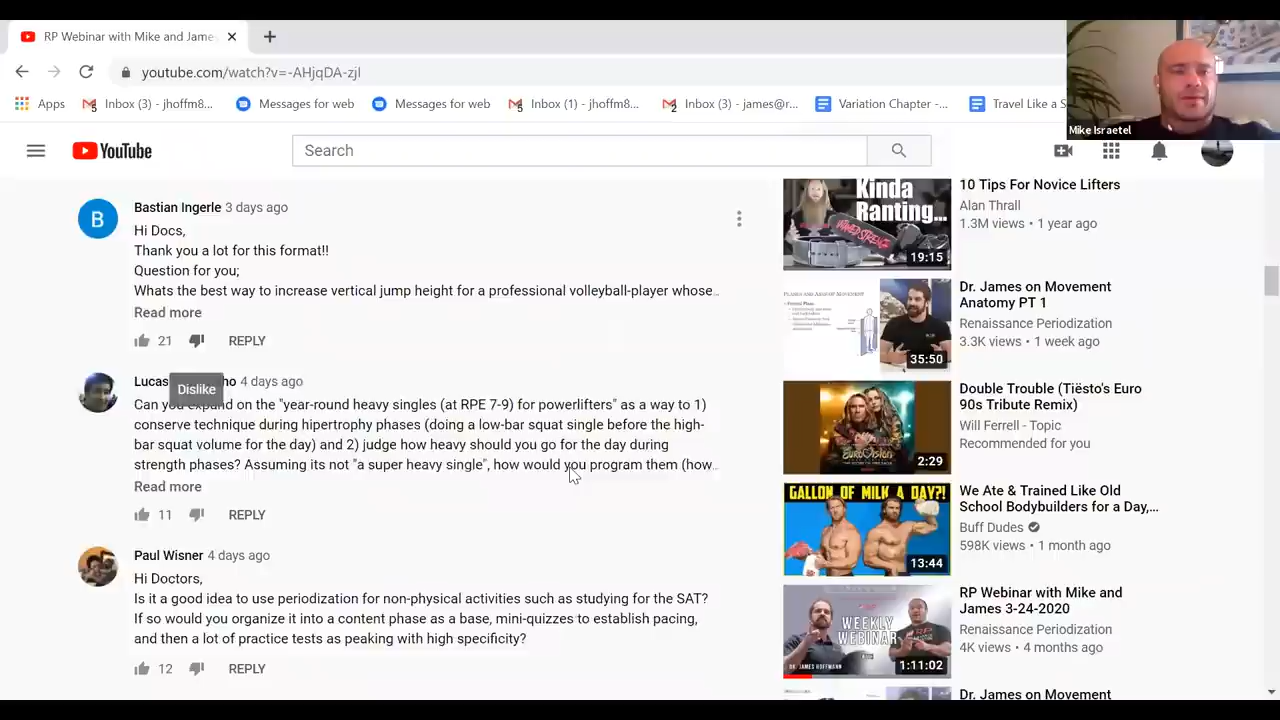 RP Webinar with Mike and Jame
youtube.com/watch?v=-AHjqDA-zjI
Apps
Inbox (3) - jhoffm8...
Messages for web
Messages for web
Inbox (1) - jhoffm8...
Inbox (3) - james@r...
Variation Chapter -...
Travel Like a S
Mike Israetel
YouTube
Search
Bastian Ingerle 3 days ago
Hi Docs,
Thank you a lot for this format!!
Question for you;
Whats the best way to increase vertical jump height for a professional volleyball-player whose…
Read more
21
REPLY
Lucas
ho 4 days ago
Dislike
Can you expand on the "year-round heavy singles (at RPE 7-9) for powerlifters" as a way to 1)
conserve technique during hipertrophy phases (doing a low-bar squat single before the high-
bar squat volume for the day) and 2) judge how heavy should you go for the day during
strength phases? Assuming its not "a super heavy single", how would you program them (how…
Read more
11
REPLY
Paul Wisner 4 days ago
Hi Doctors,
Is it a good idea to use periodization for non-physical activities such as studying for the SAT?
If so would you organize it into a content phase as a base, mini-quizzes to establish pacing,
and then a lot of practice tests as peaking with high specificity?
12
REPLY
Kinda
Ranting...
19:15
10 Tips For Novice Lifters
Alan Thrall
1.3M views • 1 year ago
35:50
Dr. James on Movement
Anatomy PT 1
Renaissance Periodization
3.3K views • 1 week ago
EUROVISION
2:29
Double Trouble (Tiësto's Euro
90s Tribute Remix)
Will Ferrell - Topic
Recommended for you
GALLON OF MILK A DAY?!
13:44
We Ate & Trained Like Old
School Bodybuilders for a Day,...
Buff Dudes
598K views • 1 month ago
WEEKLY
WEBINAR
DR. JAMES HOFFMANN
1:11:02
RP Webinar with Mike and
James 3-24-2020
Renaissance Periodization
4K views • 4 months ago
Dr. James on Movement